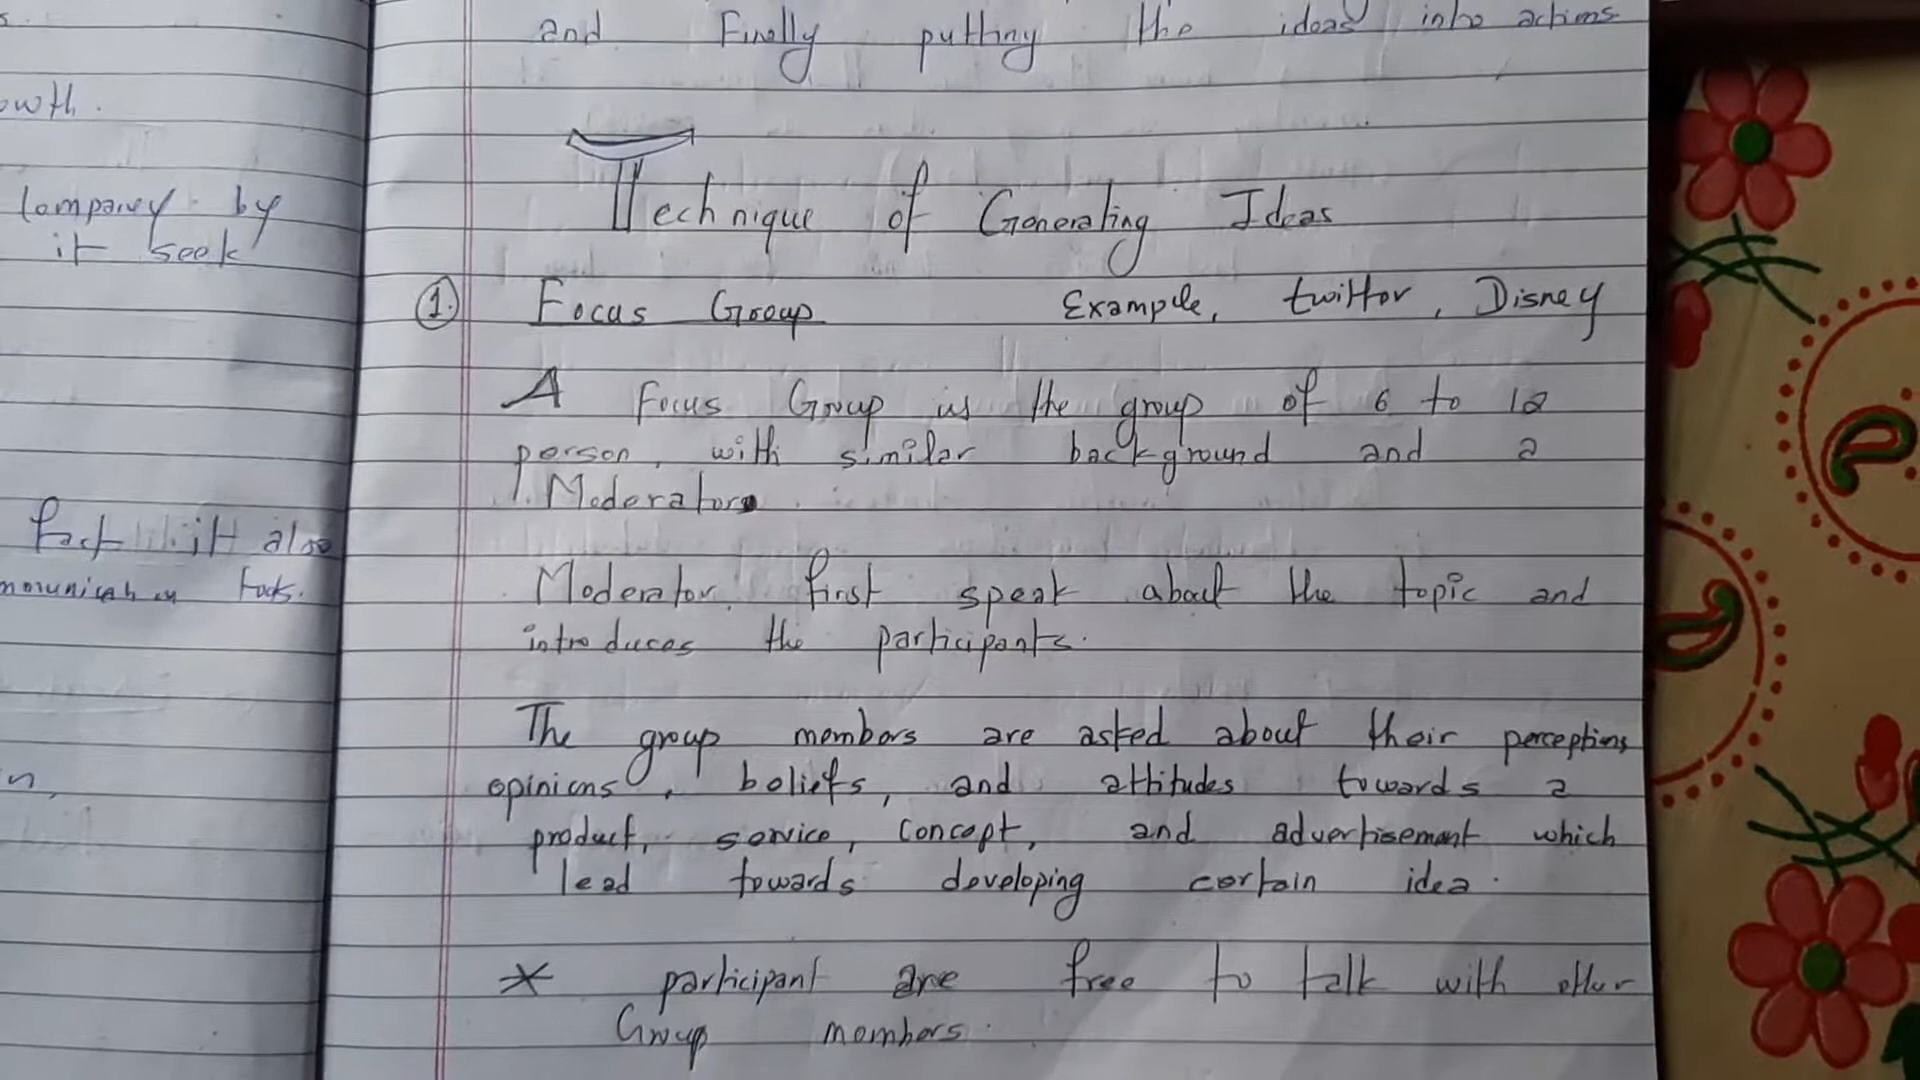 and Finally putting the ideas into actions
owth.
Technique of Generating Ideas
Company by
it seek
1. Focus Group Example, twitter, Disney
A Focus Group is the group of 6 to 12
person, with similar background and a
1. Moderator
fact it also
Moderator first speak about the topic and
introduces the participants.
The group members are asked about their perceptions
opinions, beliefs, and attitudes towards a
product, service, concept, and advertisement which
lead towards developing certain idea.
* participant are free to talk with other
Group members.